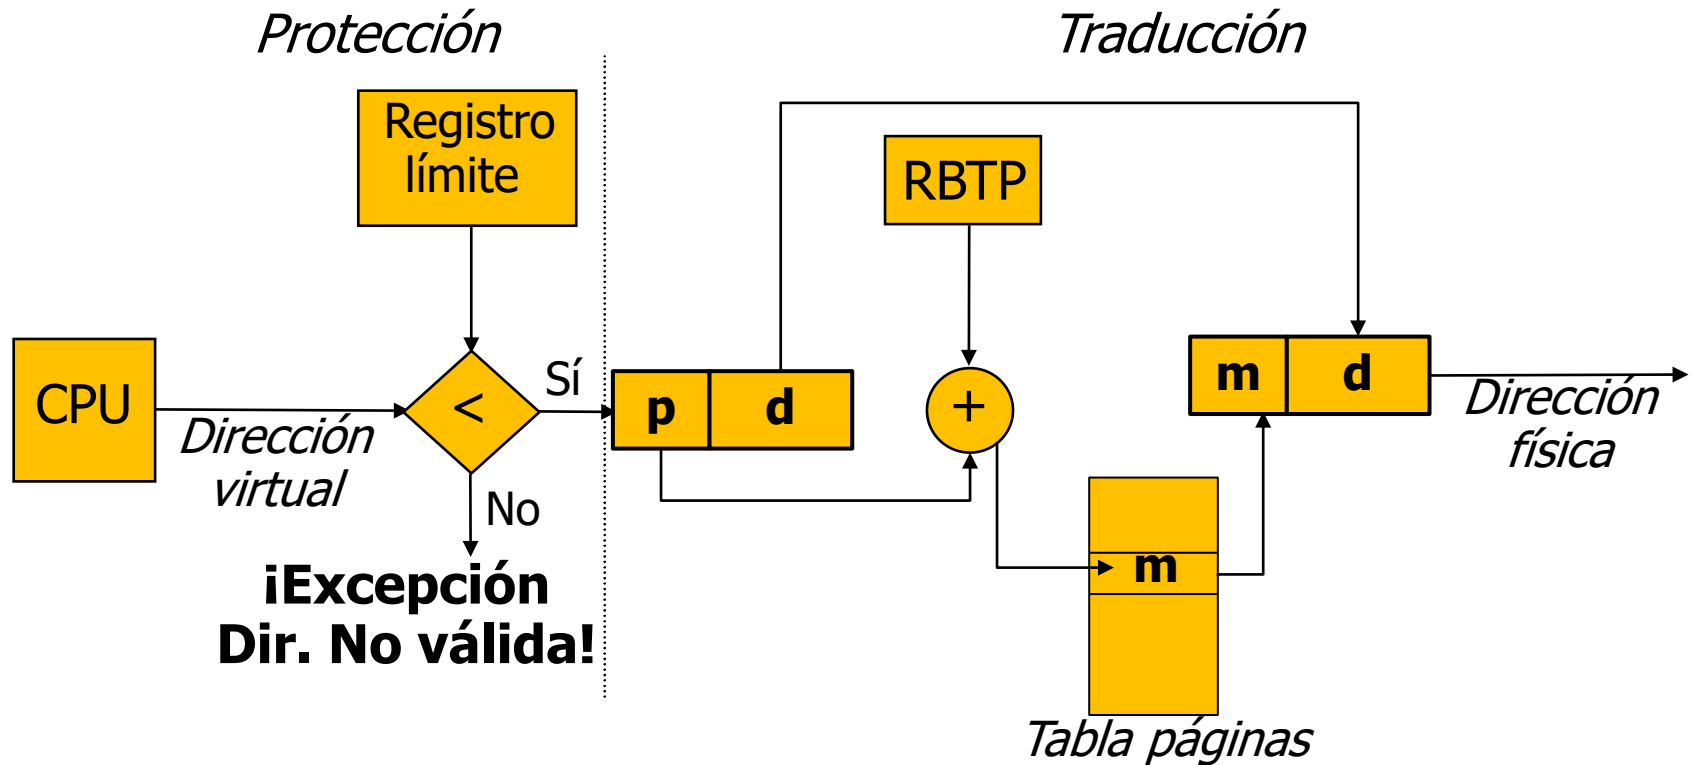 Protección
Traducción
Registro
límite
RBTP
CPU
Dirección
virtual
<
Sí
No
¡Excepción
Dir. No válida!
p
d
+
m
d
Dirección
física
m
Tabla páginas